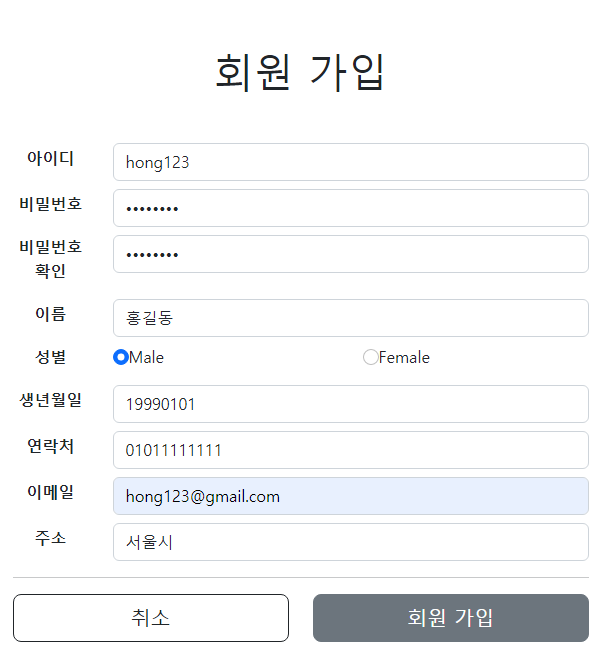 회원 가입
아이디 hong123
비밀번호 ••••••••
비밀번호 ••••••••
확인
이름 홍길동
성별 Male Female
생년월일 19990101
연락처 01011111111
이메일 hong123@gmail.com
주소 서울시
취소 회원 가입